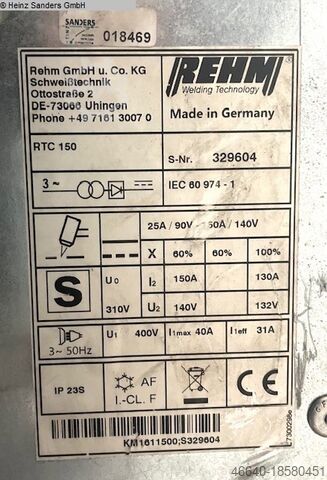 © Heinz Sanders GmbH
SANDERS
018469
Rehm GmbH u. Co. KG
Schweißtechnik
Ottostraße 2
DE-73066 Uhingen
Phone +49 7161 3007 0
REHM®
Welding Technology
Made in Germany
RTC 150
S-Nr. 329604
3 ~
IEC 60 974 - 1
25A / 90V - 150A / 140V
X 60% 60% 100%
S
U0 I2 150A 130A
310V U2 140V 132V
3~ 50Hz
U1 400V I1max 40A I1eff 31A
IP 23S
AF
I.-CL. F
CE
KM1611500;S329604
L7300298e
46640-18580451